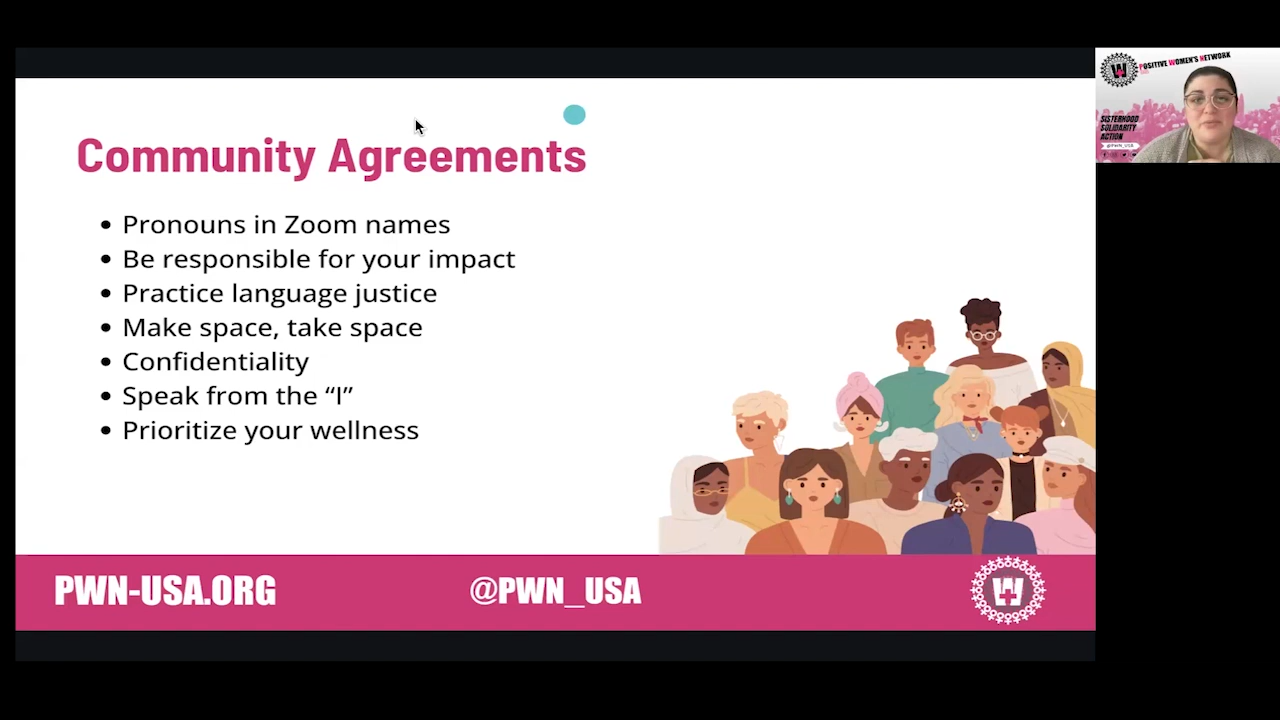 Community Agreements
• Pronouns in Zoom names
• Be responsible for your impact
• Practice language justice
• Make space, take space
• Confidentiality
• Speak from the “I”
• Prioritize your wellness
PWN-USA.ORG
@PWN_USA
POSITIVE WOMEN'S NETWORK
SISTERHOOD
SOLIDARITY
ACTION
@PWN_USA